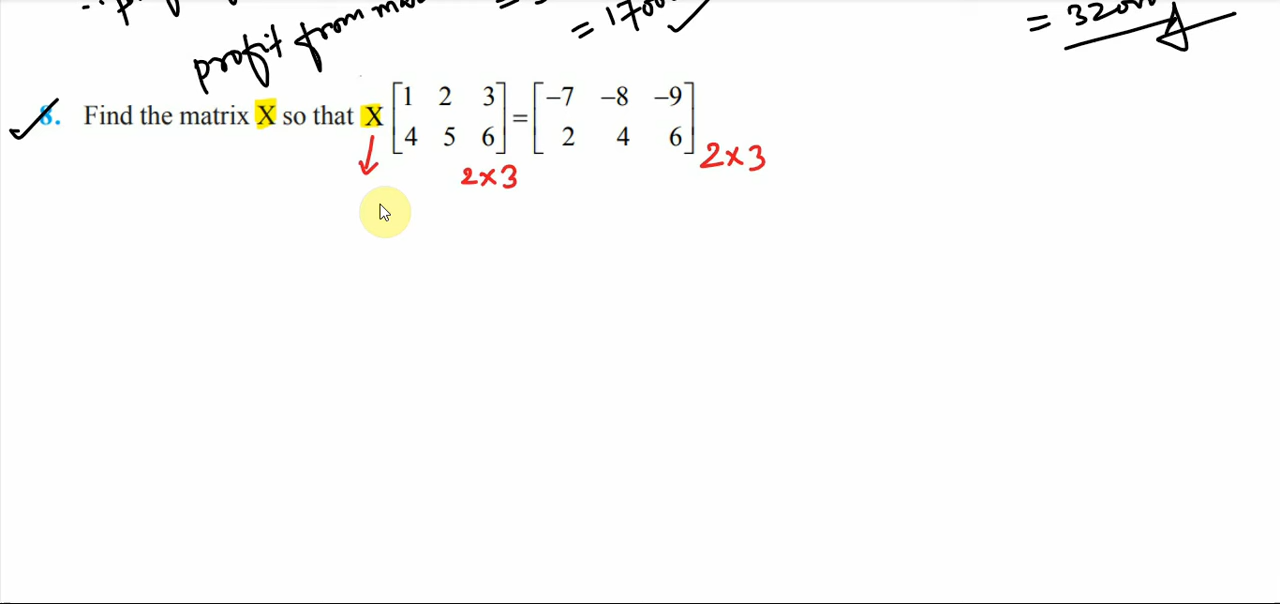 profit from
= 1700
= 320
8. Find the matrix X so that X [1 2 3 = [-7 -8 -9
4 5 6] 2 4 6]
2×3 2×3